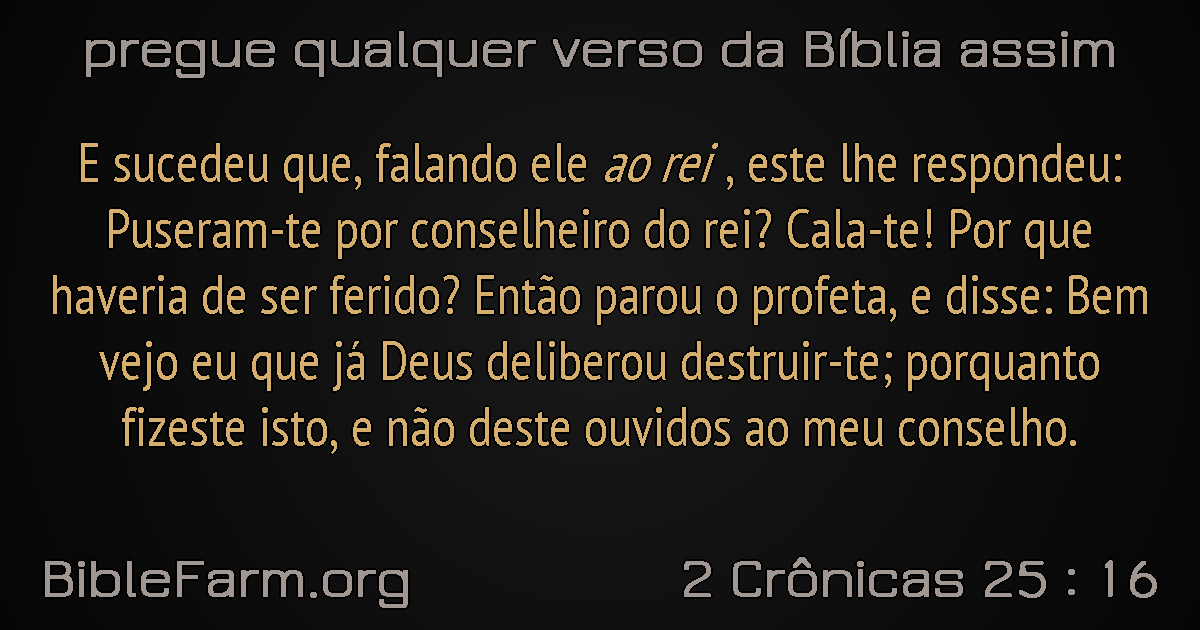 pregue qualquer verso da Bíblia assim
E sucedeu que, falando ele ao rei , este lhe respondeu:
Puseram-te por conselheiro do rei? Cala-te! Por que
haveria de ser ferido? Então parou o profeta, e disse: Bem
vejo eu que já Deus deliberou destruir-te; porquanto
fizeste isto, e não deste ouvidos ao meu conselho.
BibleFarm.org
2 Crônicas 25 : 16